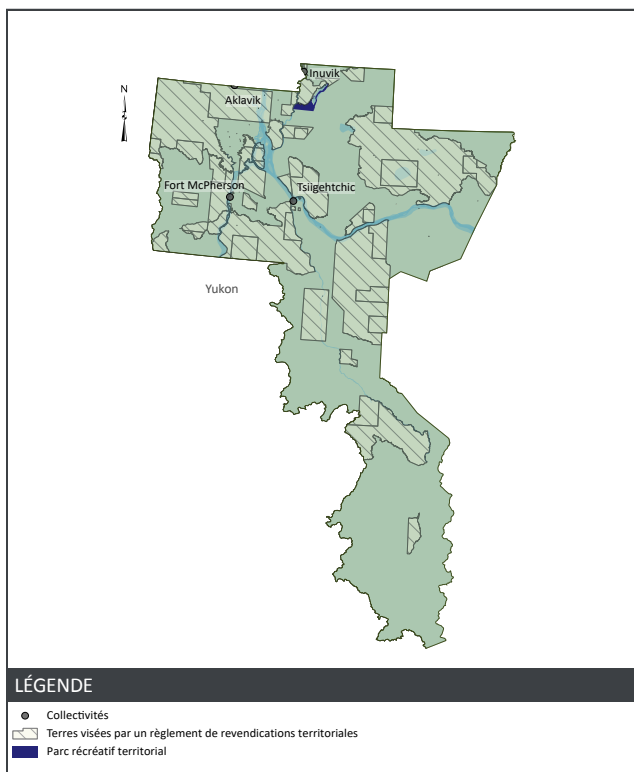 Inuvik
N
Aklavik
Fort McPherson
Tsiigehtchic
Yukon
LÉGENDE
Collectivités
Terres visées par un règlement de revendications territoriales
Parc récréatif territorial